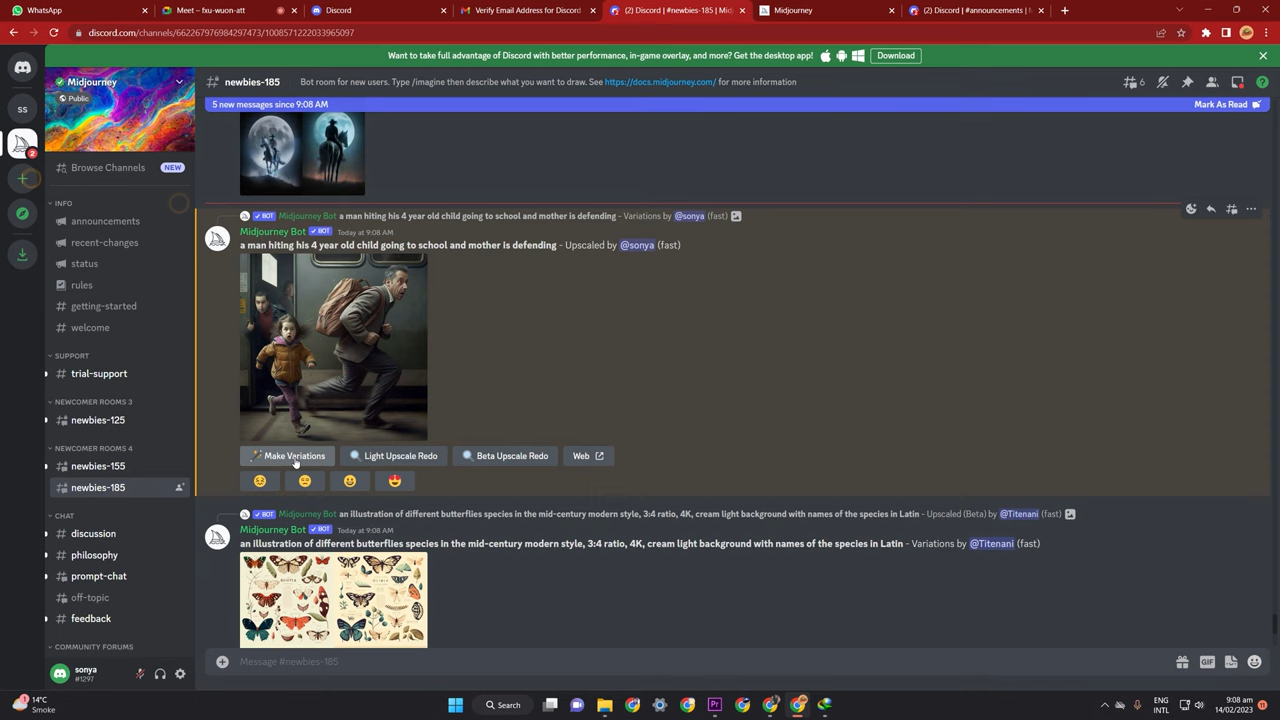 WhatsApp
Meet – fxu-wuon-att
Discord
Verify Email Address for Discord
(2) Discord | #newbies-185 | Mid
Midjourney
(2) Discord | #announcements |
discord.com/channels/662267976984297473/1008571222033965097
Want to take full advantage of Discord with better performance, in-game overlay, and more? Get the desktop app!
Download
Midjourney
Public
Browse Channels
NEW
INFO
announcements
recent-changes
status
rules
getting-started
welcome
SUPPORT
trial-support
NEWCOMER ROOMS 3
newbies-125
NEWCOMER ROOMS 4
newbies-155
newbies-185
CHAT
discussion
philosophy
prompt-chat
off-topic
feedback
COMMUNITY FORUMS
sonya
#1297
SS
2
newbies-185
Bot room for new users. Type /imagine then describe what you want to draw. See https://docs.midjourney.com/ for more information
6
5 new messages since 9:08 AM
Mark As Read
BOT Midjourney Bot a man hiting his 4 year old child going to school and mother is defending - Variations by @sonya (fast)
Midjourney Bot BOT Today at 9:08 AM
a man hiting his 4 year old child going to school and mother is defending - Upscaled by @sonya (fast)
Make Variations
Light Upscale Redo
Beta Upscale Redo
Web
BOT Midjourney Bot an illustration of different butterflies species in the mid-century modern style, 3:4 ratio, 4K, cream light background with names of the species in Latin - Upscaled (Beta) by @Titenani (fast)
Midjourney Bot BOT Today at 9:08 AM
an illustration of different butterflies species in the mid-century modern style, 3:4 ratio, 4K, cream light background with names of the species in Latin - Variations by @Titenani (fast)
Message #newbies-185
GIF
14°C
Smoke
Search
Pr
ENG
INTL
9:08 am
14/02/2023